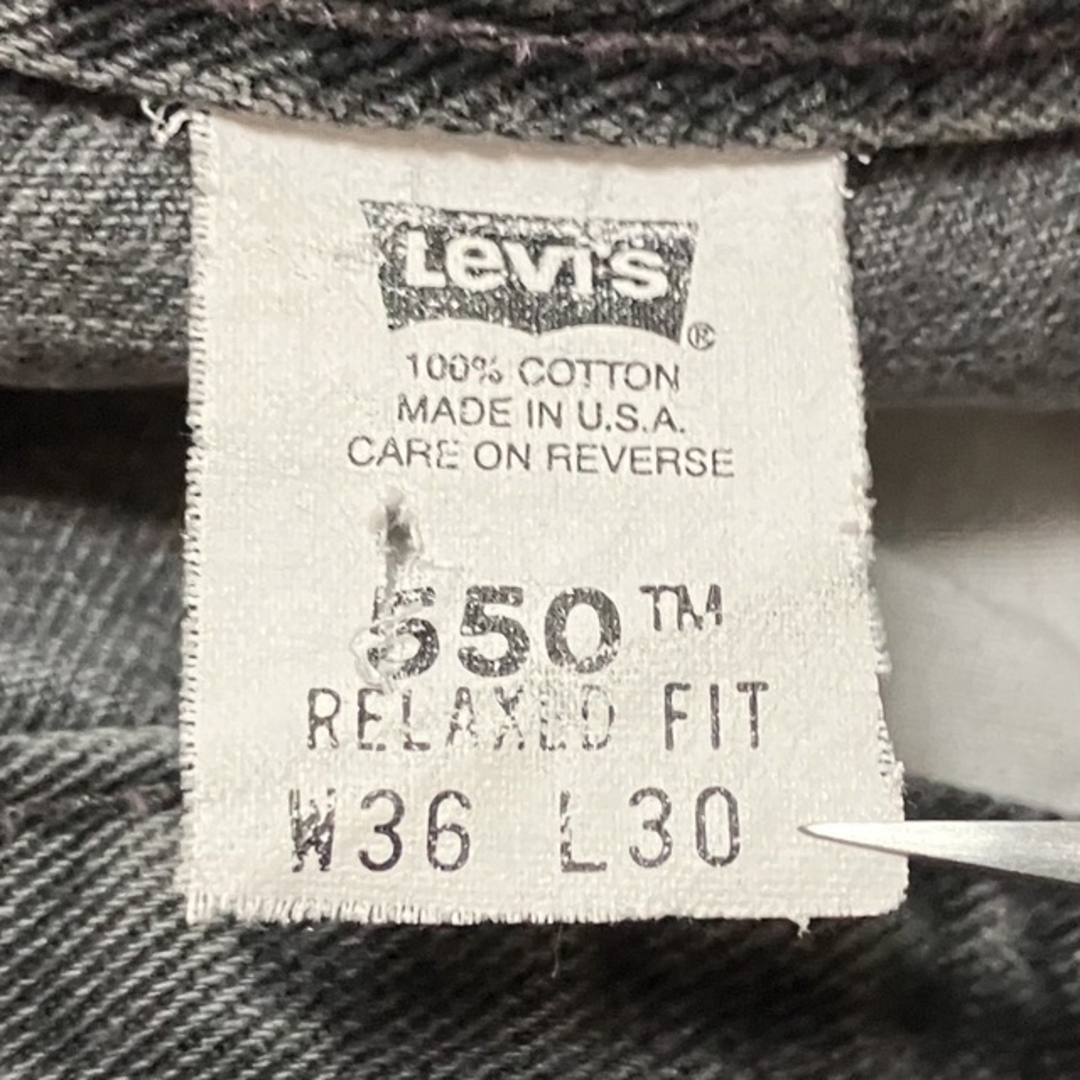 Levi's®
100% COTTON
MADE IN U.S.A.
CARE ON REVERSE
550™
RELAXED FIT
W36 L30